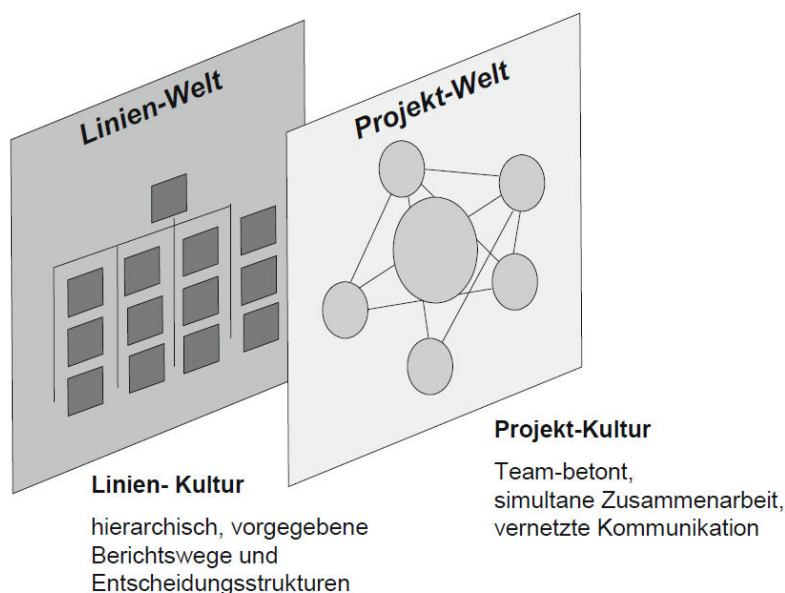 Linien-Welt
Projekt-Welt
Linien- Kultur
hierarchisch, vorgegebene
Berichtswege und
Entscheidungsstrukturen
Projekt-Kultur
Team-betont,
simultane Zusammenarbeit,
vernetzte Kommunikation